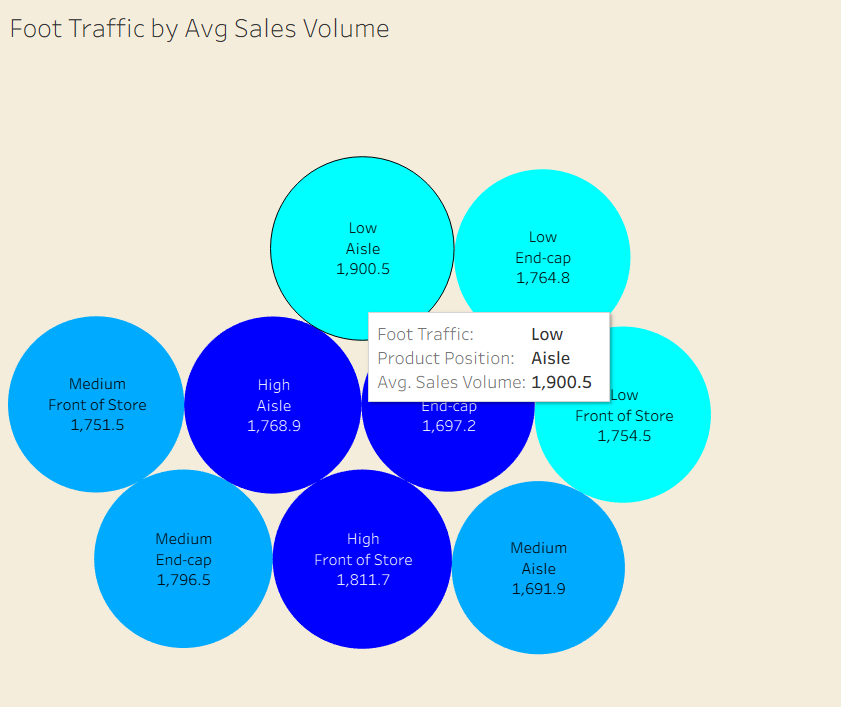 Foot Traffic by Avg Sales Volume
Low
Aisle
1,900.5
Low
End-cap
1,764.8
Foot Traffic: Low
Product Position: Aisle
Avg. Sales Volume: 1,900.5
Medium
Front of Store
1,751.5
High
Aisle
1,768.9
End-cap
1,697.2
Low
Front of Store
1,754.5
Medium
End-cap
1,796.5
High
Front of Store
1,811.7
Medium
Aisle
1,691.9